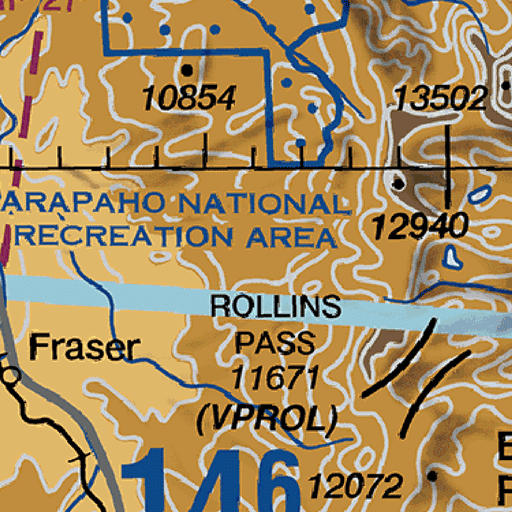 10854
13502
ARAPAHO NATIONAL
RECREATION AREA
12940
ROLLINS
PASS
11671
(VPROL)
Fraser
146
12072